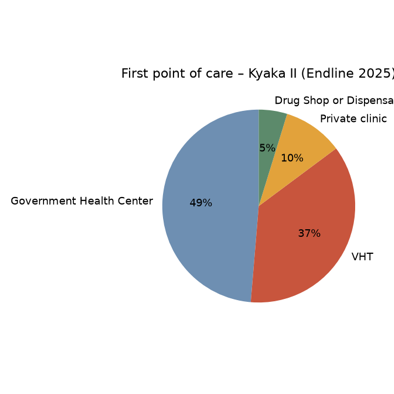 First point of care – Kyaka II (Endline 2025)
Drug Shop or Dispensa
Private clinic
5%
10%
Government Health Center
49%
37%
VHT